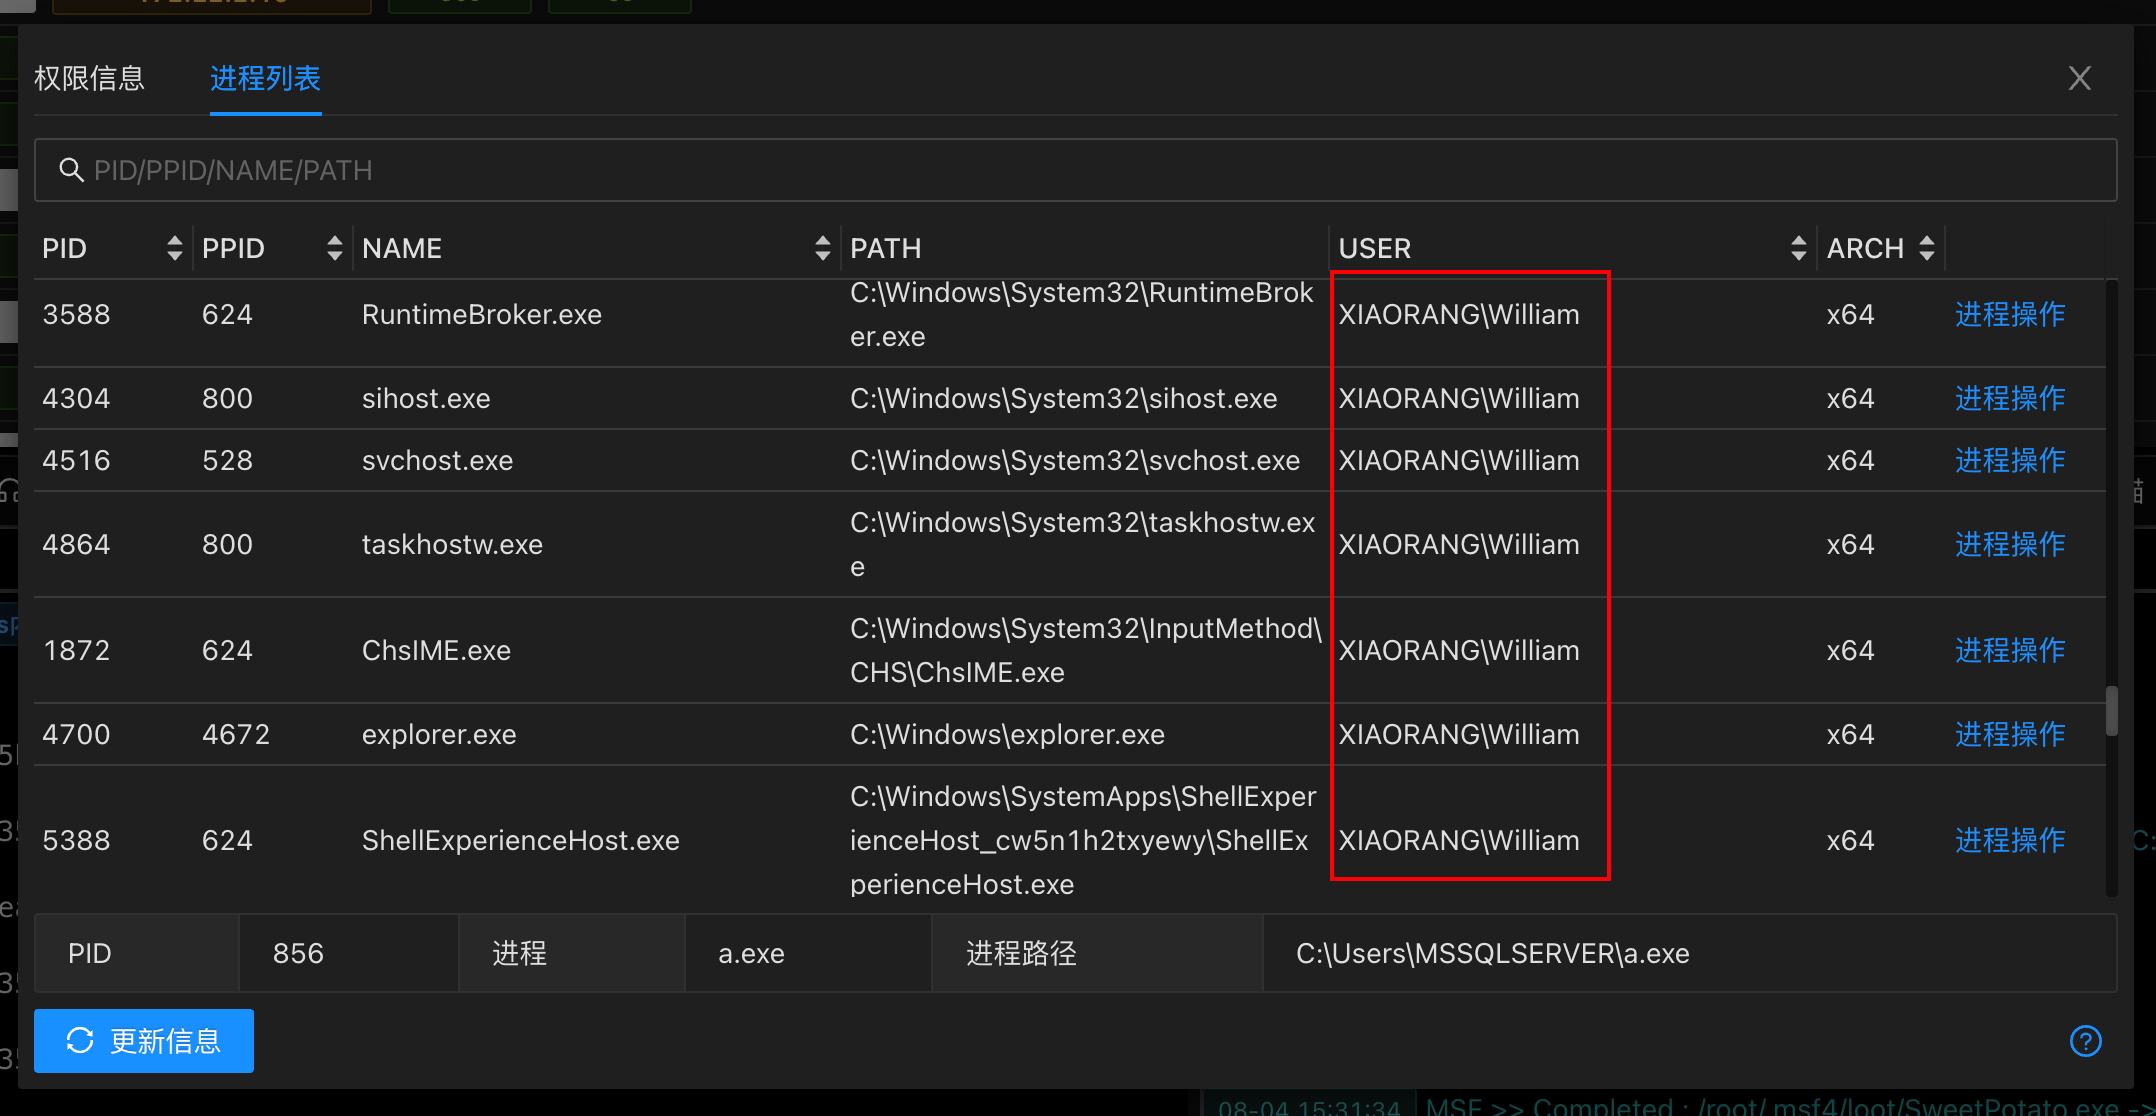 权限信息 进程列表
PID/PPID/NAME/PATH
PID PPID NAME PATH USER ARCH
3588 624 RuntimeBroker.exe C:\Windows\System32\RuntimeBrok
er.exe XIAORANG\William x64 进程操作
4304 800 sihost.exe C:\Windows\System32\sihost.exe XIAORANG\William x64 进程操作
4516 528 svchost.exe C:\Windows\System32\svchost.exe XIAORANG\William x64 进程操作
4864 800 taskhostw.exe C:\Windows\System32\taskhostw.ex
e XIAORANG\William x64 进程操作
1872 624 ChsIME.exe C:\Windows\System32\InputMethod\
CHS\ChsIME.exe XIAORANG\William x64 进程操作
4700 4672 explorer.exe C:\Windows\explorer.exe XIAORANG\William x64 进程操作
5388 624 ShellExperienceHost.exe C:\Windows\SystemApps\ShellExper
ienceHost_cw5n1h2txyewy\ShellEx
perienceHost.exe XIAORANG\William x64 进程操作
PID 856 进程 a.exe 进程路径 C:\Users\MSSQLSERVER\a.exe
更新信息
08-04 15:31:34 MSF >> Completed : /root/.msf4/loot/SweetPotato.exe